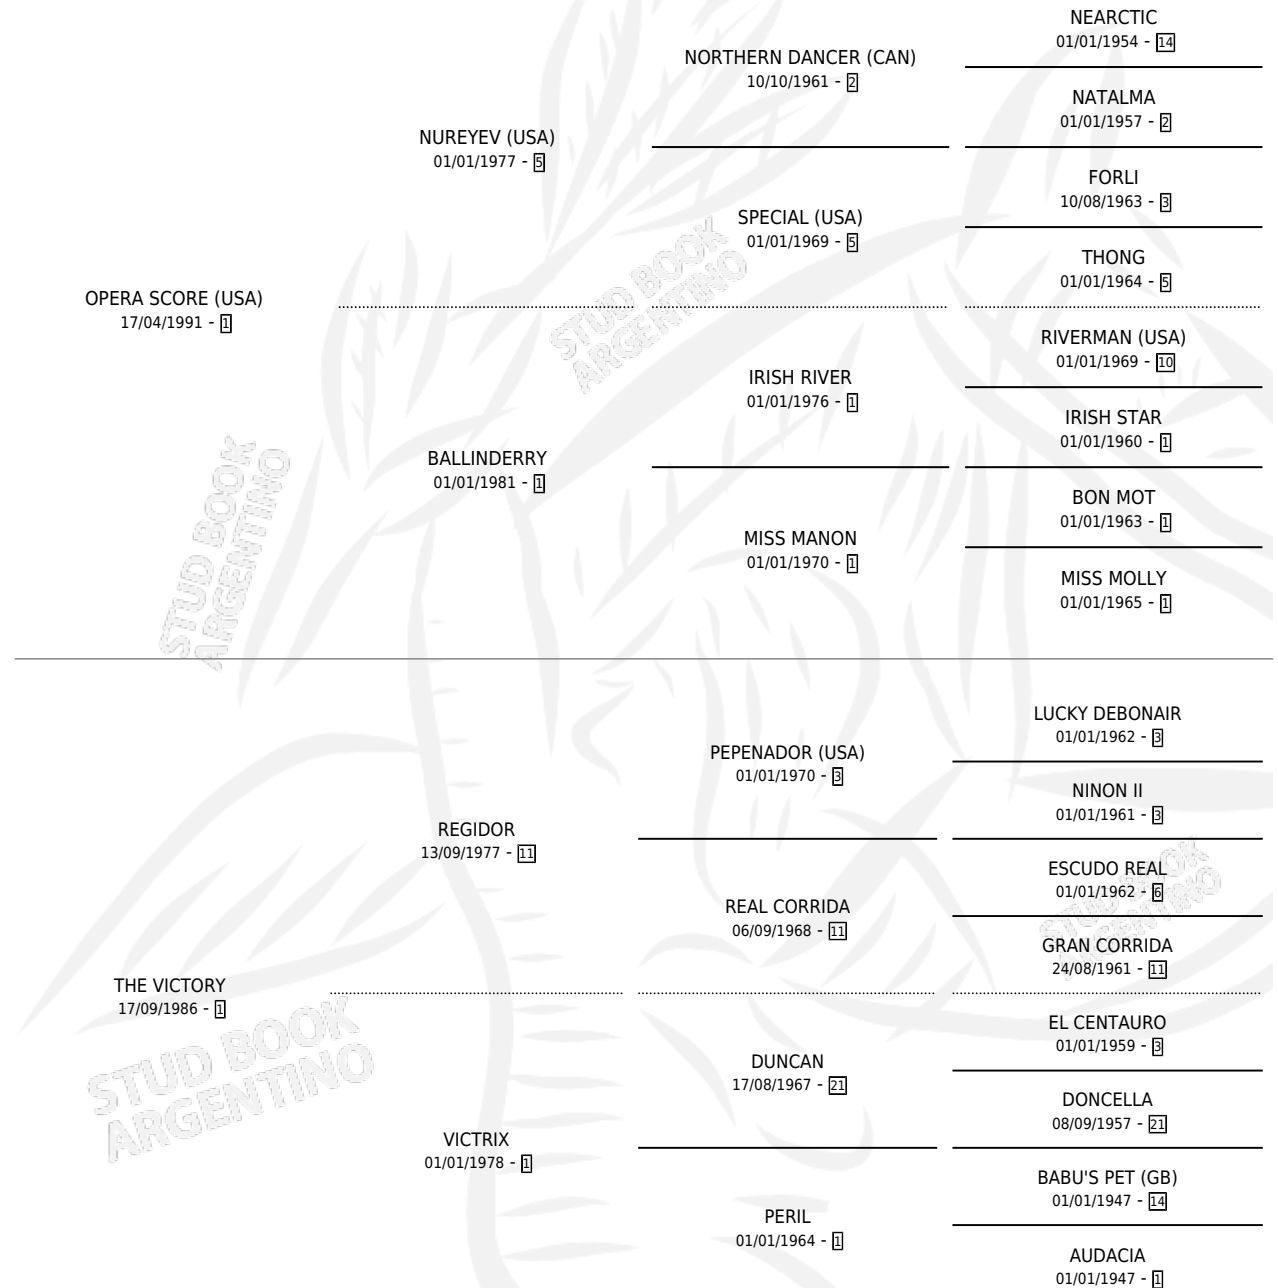 NEARCTIC
01/01/1954 - 14
NORTHERN DANCER (CAN)
10/10/1961 - 2
NATALMA
01/01/1957 - 2
NUREYEV (USA)
01/01/1977 - 5
FORLI
10/08/1963 - 3
SPECIAL (USA)
01/01/1969 - 5
THONG
01/01/1964 - 5
OPERA SCORE (USA)
17/04/1991 - 1
RIVERMAN (USA)
01/01/1969 - 10
IRISH RIVER
01/01/1976 - 1
IRISH STAR
01/01/1960 - 1
BALLINDERRY
01/01/1981 - 1
BON MOT
01/01/1963 - 1
MISS MANON
01/01/1970 - 1
MISS MOLLY
01/01/1965 - 1
LUCKY DEBONAIR
01/01/1962 - 3
PEPENADOR (USA)
01/01/1970 - 3
NINON II
01/01/1961 - 3
REGIDOR
13/09/1977 - 11
ESCUDO REAL
01/01/1962 - 6
REAL CORRIDA
06/09/1968 - 11
GRAN CORRIDA
24/08/1961 - 11
THE VICTORY
17/09/1986 - 1
EL CENTAURO
01/01/1959 - 3
DUNCAN
17/08/1967 - 21
DONCELLA
08/09/1957 - 21
VICTRIX
01/01/1978 - 1
BABU'S PET (GB)
01/01/1947 - 14
PERIL
01/01/1964 - 1
AUDACIA
01/01/1947 - 1
STUD BOOK
ARGENTINO
STUD BOOK
ARGENTINO
STUD BOOK
ARGENTINO
STUD BOOK
ARGENTINO